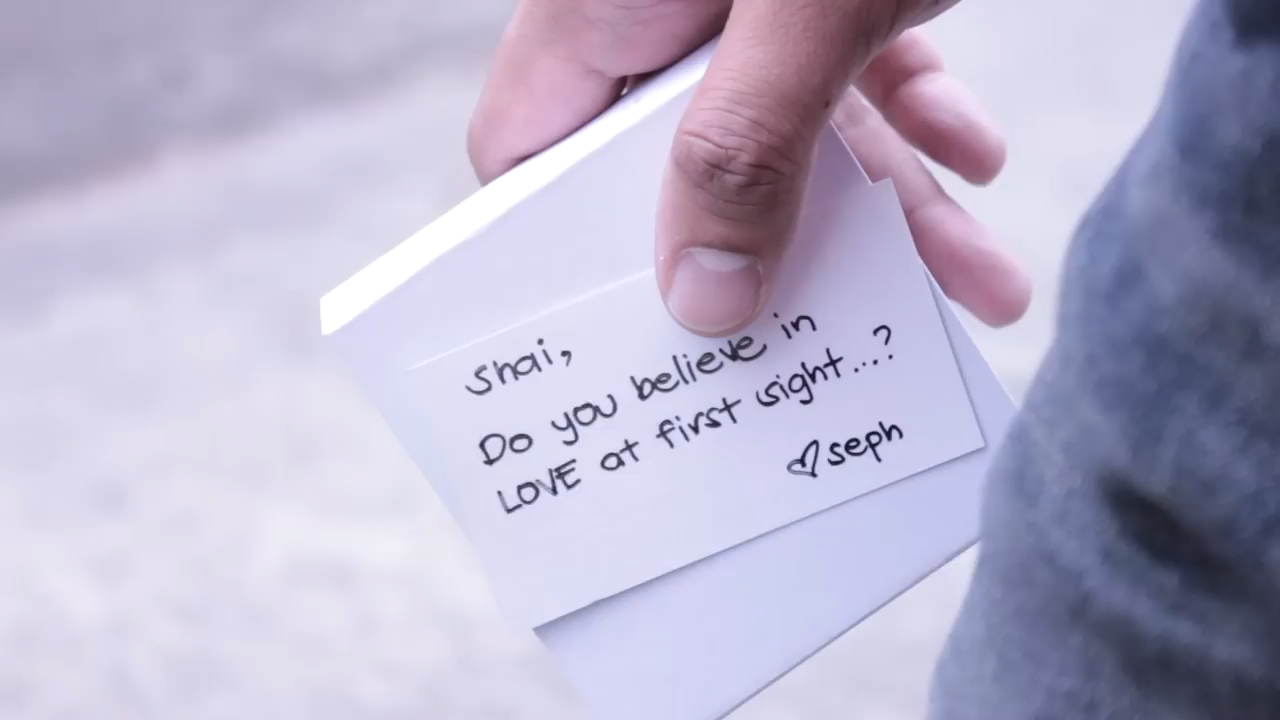 Shai,
Do you believe in
LOVE at first sight...?
♡ seph